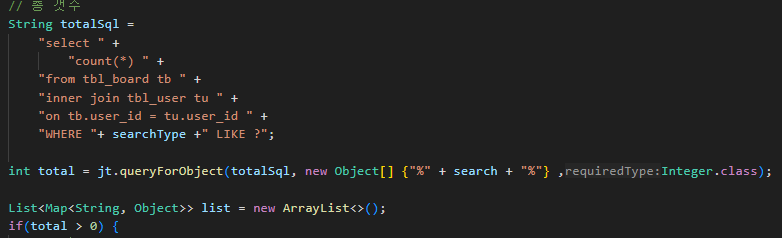 // 총 갯수
String totalSql =
"select " +
"count(*) " +
"from tbl_board tb " +
"inner join tbl_user tu " +
"on tb.user_id = tu.user_id " +
"WHERE "+ searchType +" LIKE ?";
int total = jt.queryForObject(totalSql, new Object[] {"%" + search + "%"} ,requiredType:Integer.class);
List<Map<String, Object>> list = new ArrayList<>();
if(total > 0) {